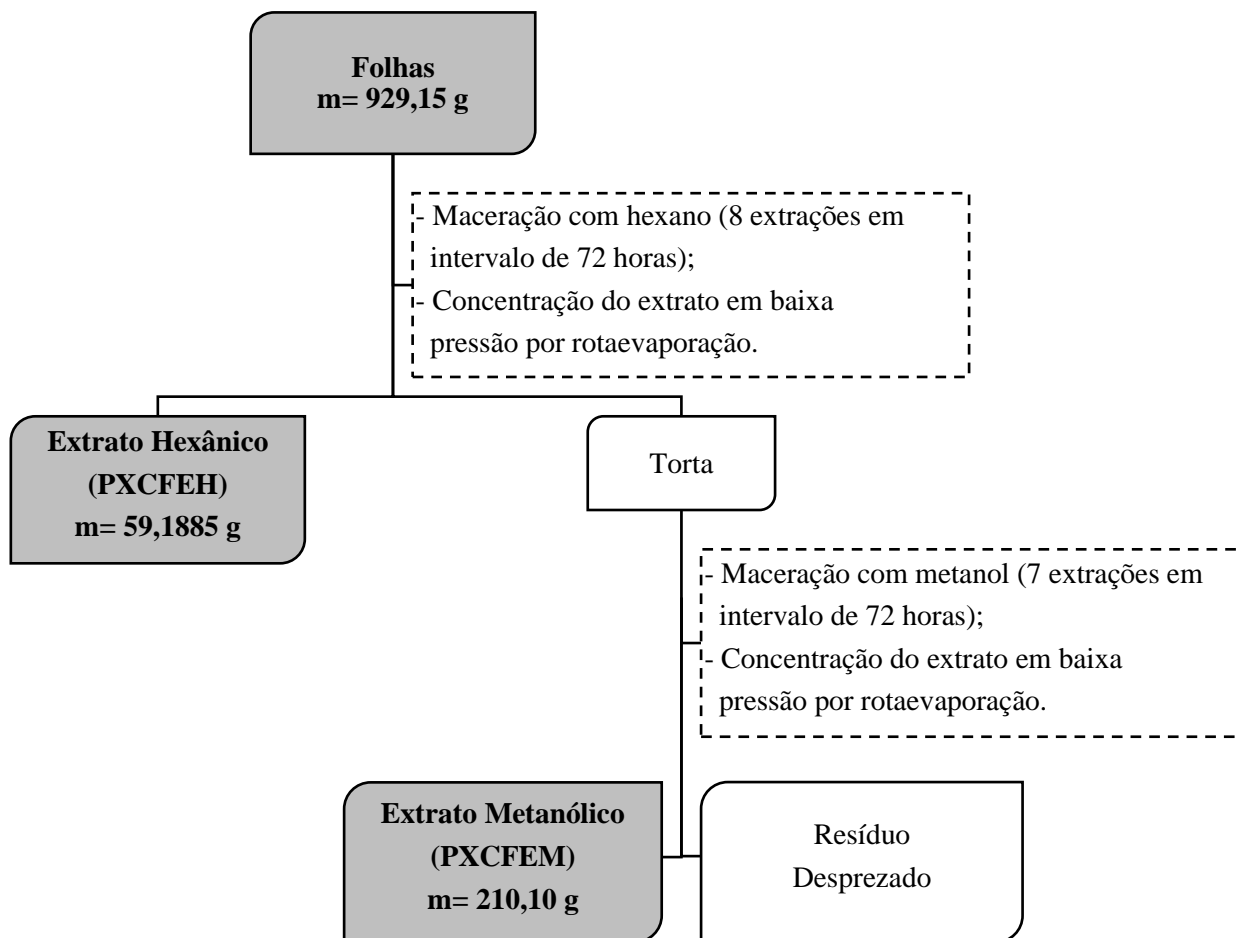 Folhas
m= 929,15 g
- Maceração com hexano (8 extrações em
intervalo de 72 horas);
- Concentração do extrato em baixa
pressão por rotaevaporação.
Extrato Hexânico
(PXCFEH)
m= 59,1885 g
Torta
- Maceração com metanol (7 extrações em
intervalo de 72 horas);
- Concentração do extrato em baixa
pressão por rotaevaporação.
Extrato Metanólico
(PXCFEM)
m= 210,10 g
Resíduo
Desprezado